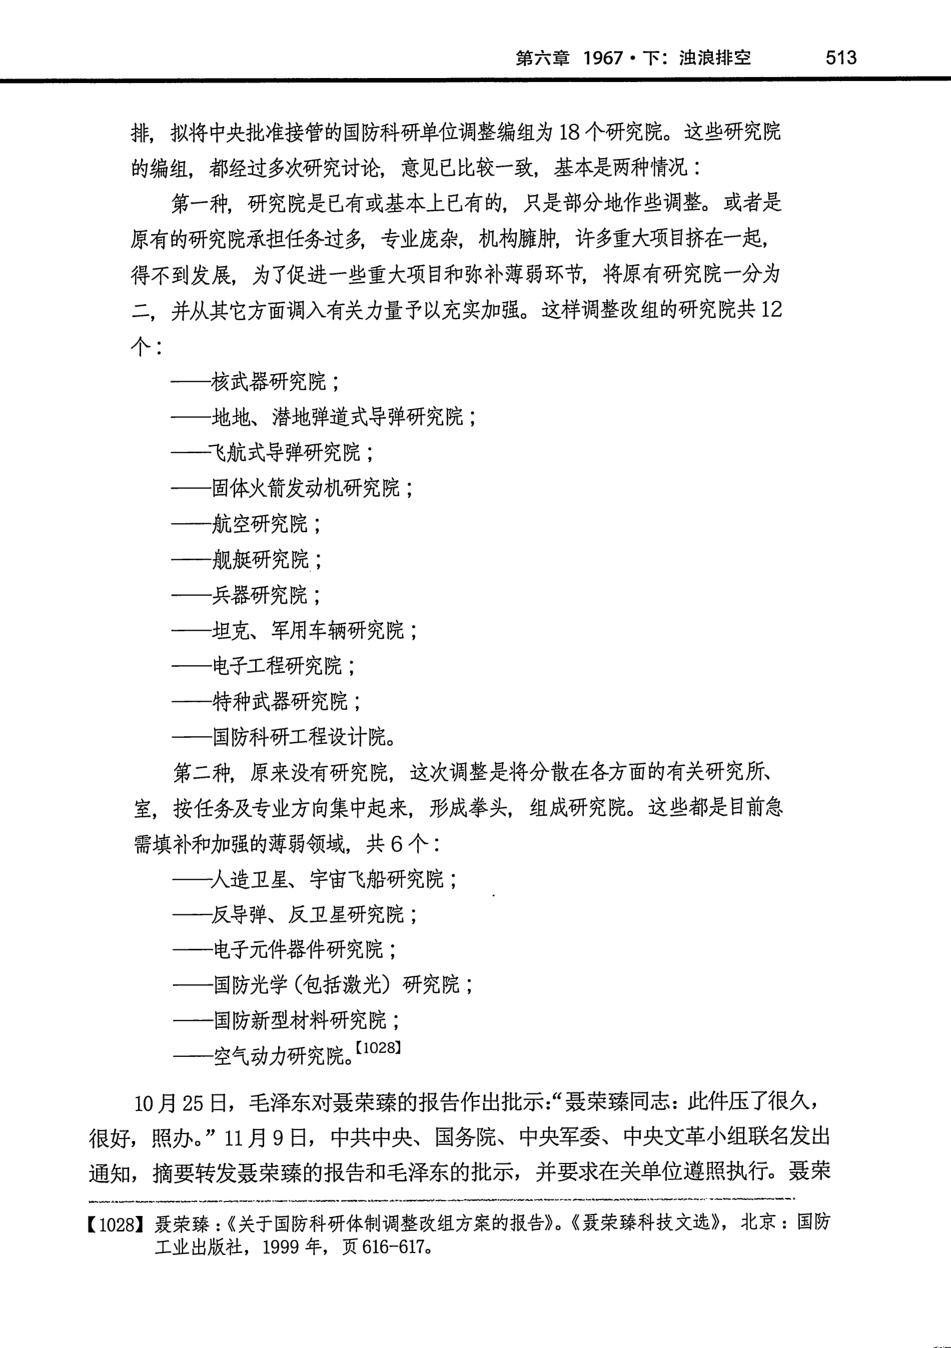 第六章 1967·下：浊浪排空 513
排，拟将中央批准接管的国防科研单位调整编组为 18 个研究院。这些研究院
的编组，都经过多次研究讨论，意见已比较一致，基本是两种情况：
第一种，研究院是已有或基本上已有的，只是部分地作些调整。或者是
原有的研究院承担任务过多，专业庞杂，机构臃肿，许多重大项目挤在一起，
得不到发展，为了促进一些重大项目和弥补薄弱环节，将原有研究院一分为
二，并从其它方面调入有关力量予以充实加强。这样调整改组的研究院共 12
个：
——核武器研究院；
——地地、潜地弹道式导弹研究院；
——飞航式导弹研究院；
——固体火箭发动机研究院；
——航空研究院；
——舰艇研究院；
——兵器研究院；
——坦克、军用车辆研究院；
——电子工程研究院；
——特种武器研究院；
——国防科研工程设计院。
第二种，原来没有研究院，这次调整是将分散在各方面的有关研究所、
室，按任务及专业方向集中起来，形成拳头，组成研究院。这些都是目前急
需填补和加强的薄弱领域，共 6 个：
——人造卫星、宇宙飞船研究院；
——反导弹、反卫星研究院；
——电子元件器件研究院；
——国防光学（包括激光）研究院；
——国防新型材料研究院；
——空气动力研究院。【1028】
10 月 25 日，毛泽东对聂荣臻的报告作出批示：“聂荣臻同志：此件压了很久，
很好，照办。”11 月 9 日，中共中央、国务院、中央军委、中央文革小组联名发出
通知，摘要转发聂荣臻的报告和毛泽东的批示，并要求在关单位遵照执行。聂荣
【1028】聂荣臻：《关于国防科研体制调整改组方案的报告》。《聂荣臻科技文选》，北京：国防
工业出版社，1999 年，页 616-617。